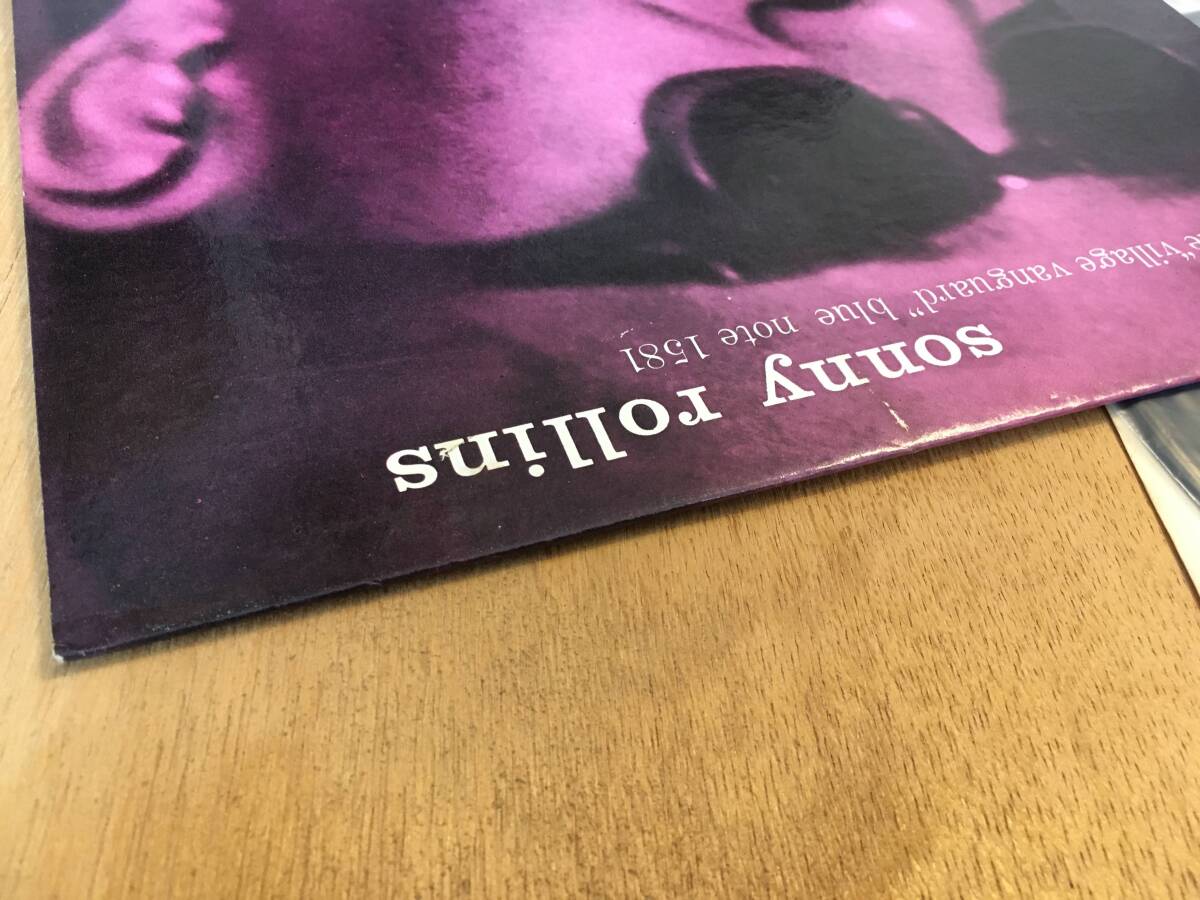 sonny rollins
"village vanguard" blue note 1581